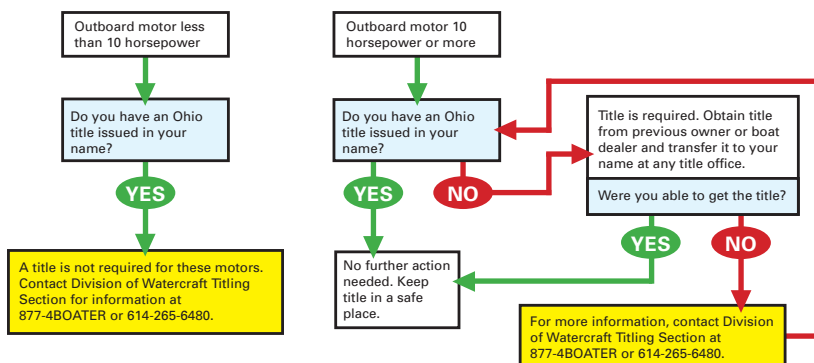 Outboard motor less
than 10 horsepower
Do you have an Ohio
title issued in your
name?
YES
A title is not required for these motors.
Contact Division of Watercraft Titling
Section for information at
877-4BOATER or 614-265-6480.
Outboard motor 10
horsepower or more
Do you have an Ohio
title issued in your
name?
YES
NO
No further action
needed. Keep
title in a safe
place.
Title is required. Obtain title
from previous owner or boat
dealer and transfer it to your
name at any title office.
Were you able to get the title?
YES
NO
For more information, contact Division
of Watercraft Titling Section at
877-4BOATER or 614-265-6480.